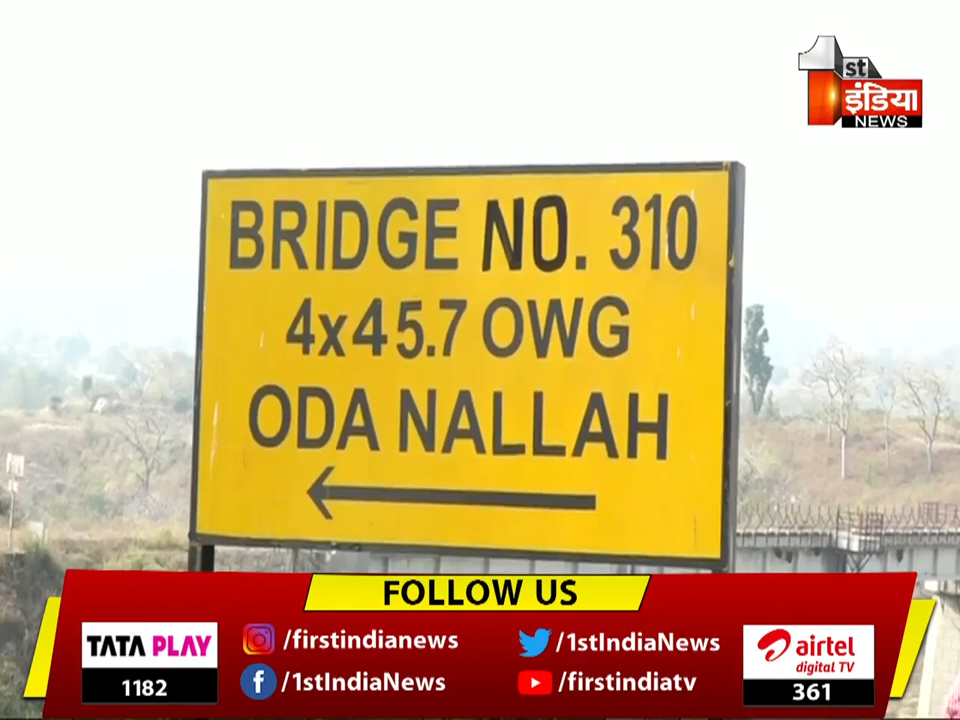 1st
इंडिया
NEWS
BRIDGE NO. 310
4x45.7 OWG
ODA NALLAH
FOLLOW US
TATA PLAY
1182
/firstindianews
/1stIndiaNews
/1stIndiaNews
/firstindiatv
airtel
digital TV
361